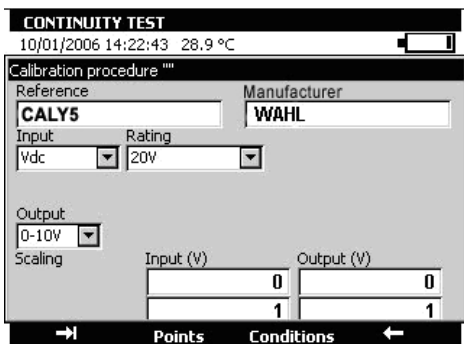 CONTINUITY TEST
10/01/2006 14:22:43 28.9 °C
Calibration procedure ""
Reference Manufacturer
CALY5 WAHL
Input Rating
Vdc 20V
Output
0-10V
Scaling Input (V) Output (V)
0 0
1 1
Points Conditions